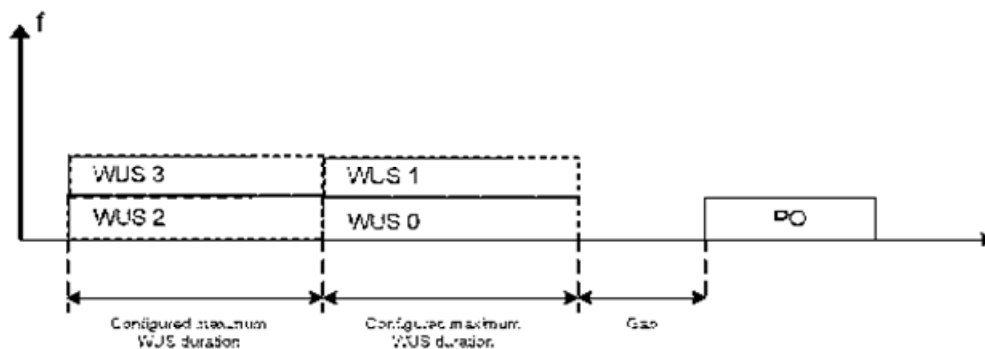 f
WUS 3
WUS 1
WUS 2
WUS 0
PO
Configured maximum
WUS duration
Configured maximum
WUS duration
Gap